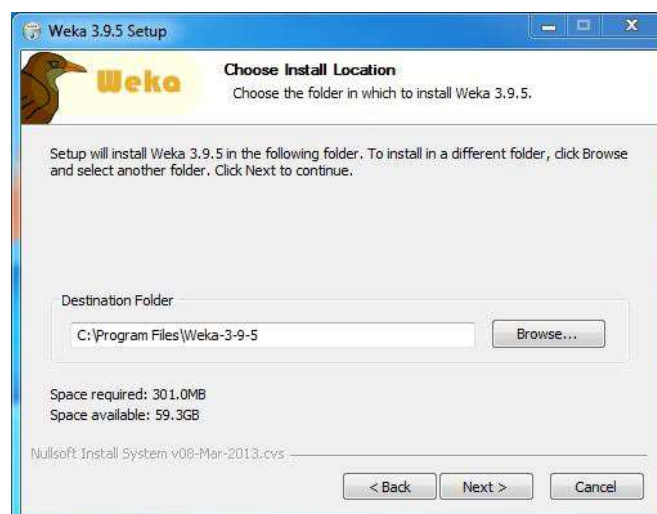 Weka 3.9.5 Setup
Weka
Choose Install Location
Choose the folder in which to install Weka 3.9.5.
Setup will install Weka 3.9.5 in the following folder. To install in a different folder, click Browse
and select another folder. Click Next to continue.
Destination Folder
C:\Program Files\Weka-3-9-5
Browse...
Space required: 301.0MB
Space available: 59.3GB
Nullsoft Install System v08-Mar-2013.cvs
< Back
Next >
Cancel